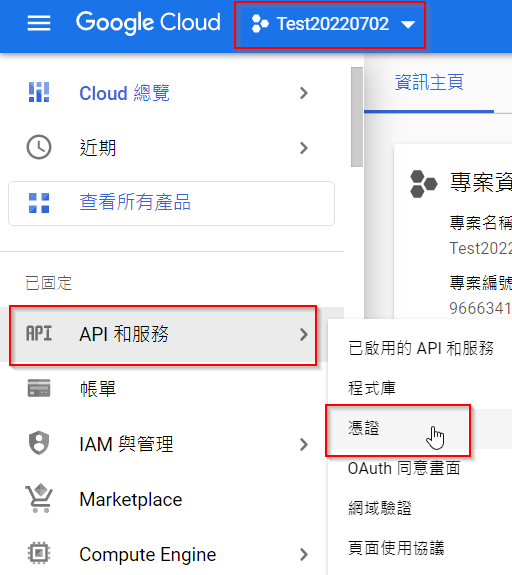 Google Cloud
Test20220702
Cloud 總覽
近期
查看所有產品
已固定
API
API 和服務
帳單
IAM 與管理
Marketplace
Compute Engine
資訊主頁
專案資
專案名稱
Test2022
專案編號
9666341
已啟用的 API 和服務
程式庫
憑證
OAuth 同意畫面
網域驗證
頁面使用協議